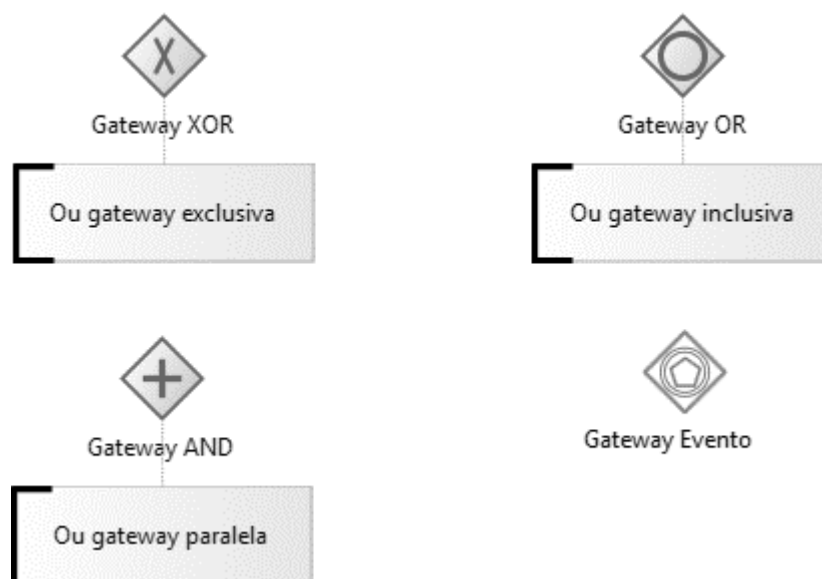 Gateway XOR
Gateway OR
Ou gateway exclusiva
Ou gateway inclusiva
Gateway AND
Gateway Evento
Ou gateway paralela